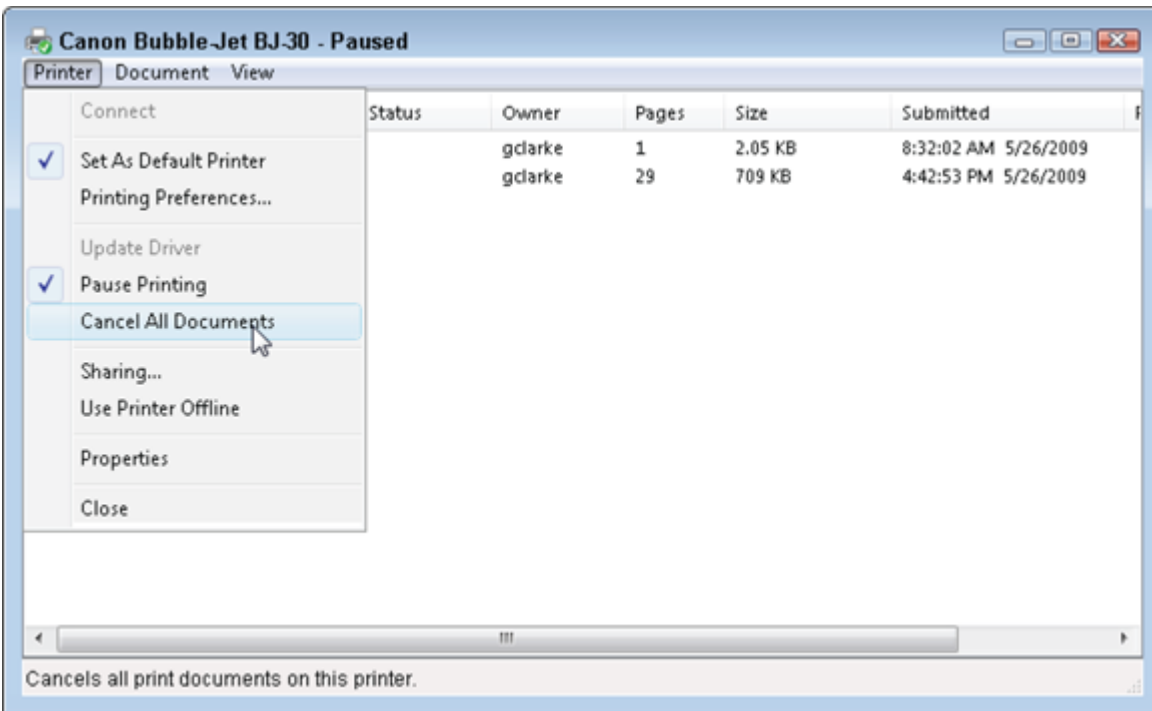 Canon Bubble-Jet BJ-30 - Paused
Printer Document View
Connect
Set As Default Printer
Printing Preferences...
Update Driver
Pause Printing
Cancel All Documents
Sharing...
Use Printer Offline
Properties
Close
Status Owner Pages Size Submitted
gclarke 1 2.05 KB 8:32:02 AM 5/26/2009
gclarke 29 709 KB 4:42:53 PM 5/26/2009
Cancels all print documents on this printer.